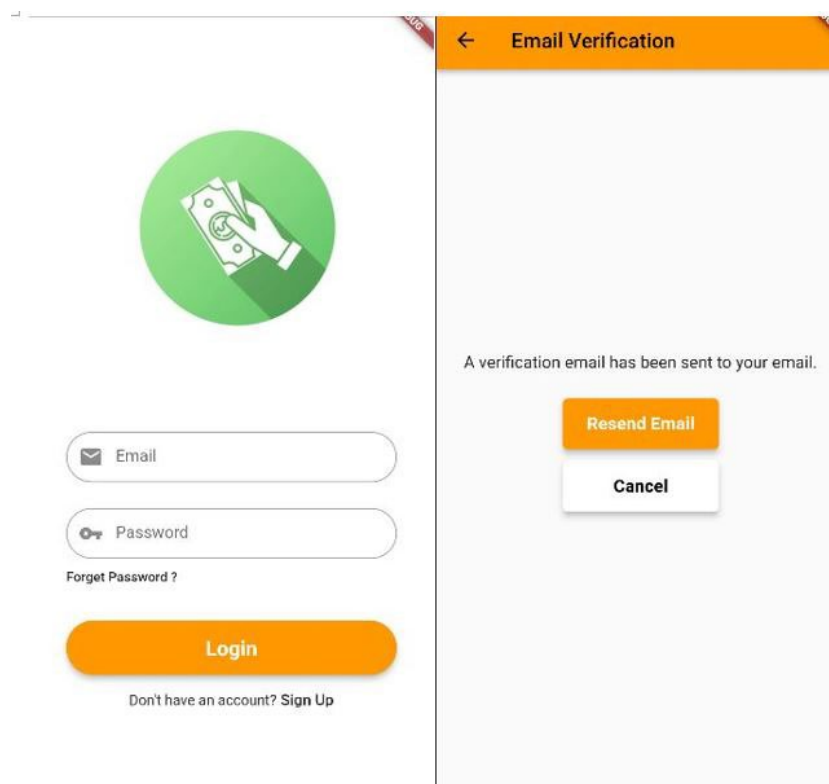 Email
Password
Forget Password ?
Login
Don't have an account? Sign Up
Email Verification
A verification email has been sent to your email.
Resend Email
Cancel